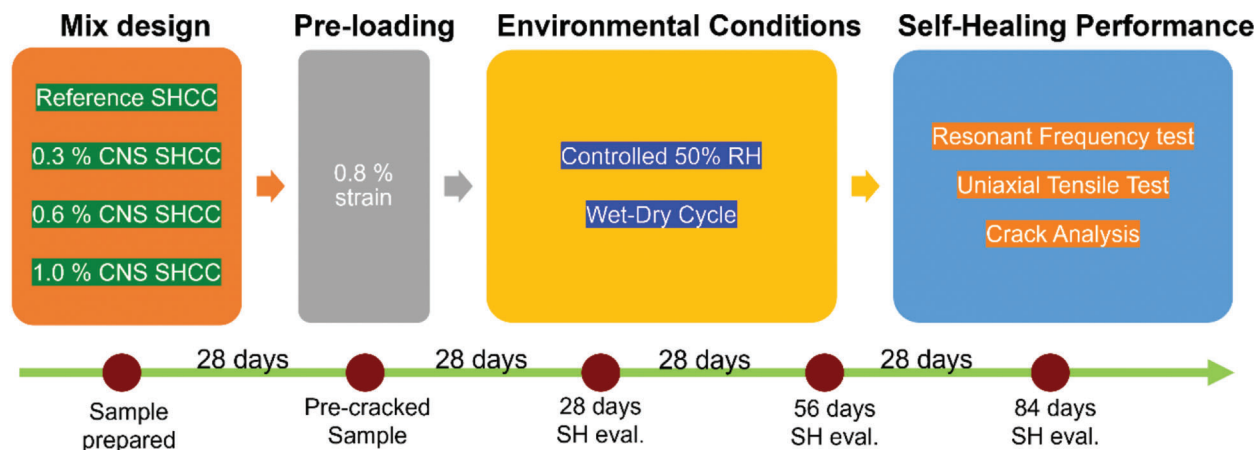 Mix design
Pre-loading
Environmental Conditions
Self-Healing Performance
Reference SHCC
0.3 % CNS SHCC
0.6 % CNS SHCC
1.0 % CNS SHCC
0.8 %
strain
Controlled 50% RH
Wet-Dry Cycle
Resonant Frequency test
Uniaxial Tensile Test
Crack Analysis
28 days
28 days
28 days
28 days
Sample
prepared
Pre-cracked
Sample
28 days
SH eval.
56 days
SH eval.
84 days
SH eval.